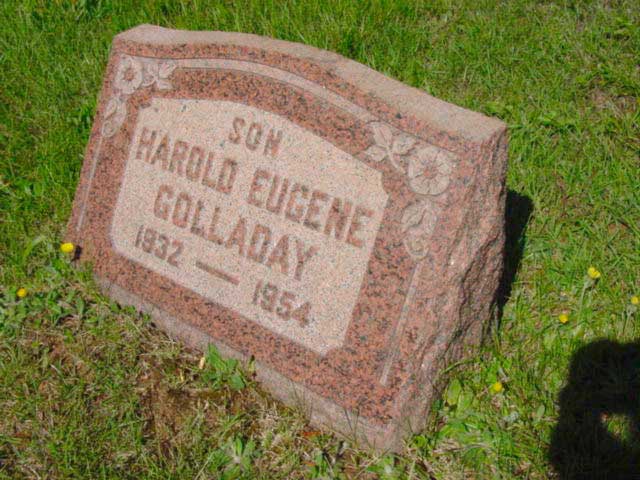 SON
HAROLD EUGENE
GOLLADAY
1932 — 1954